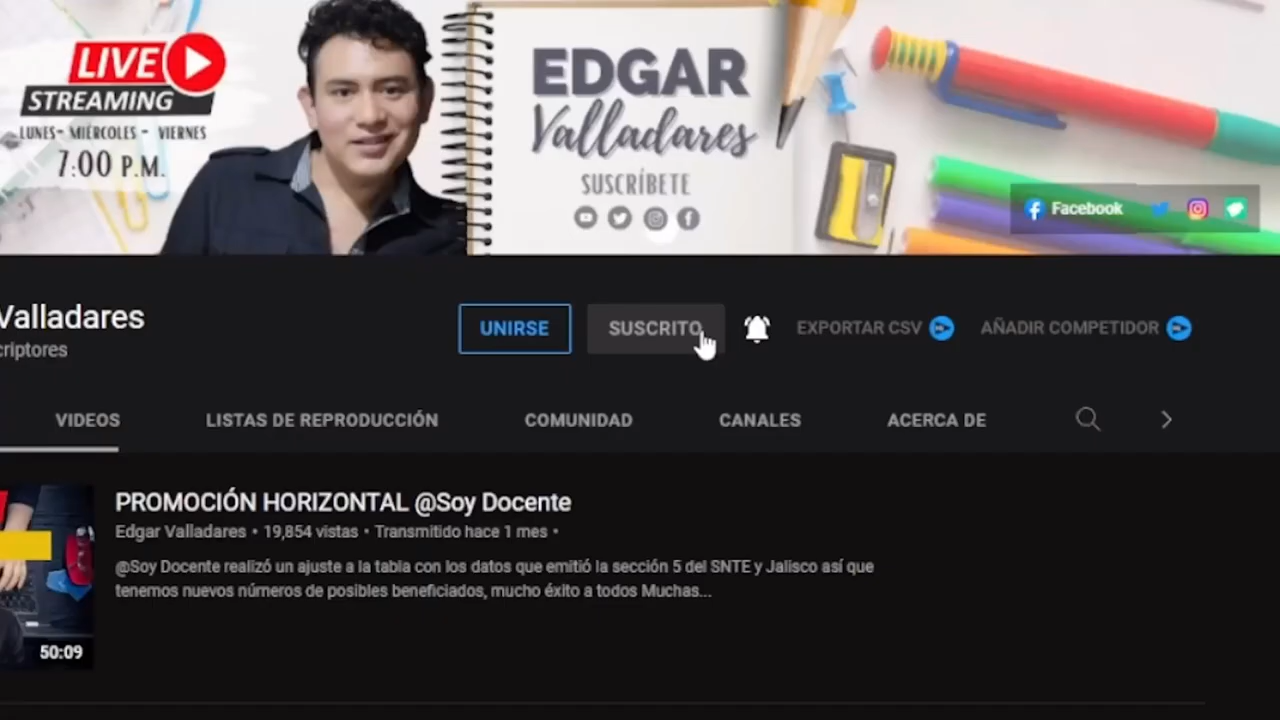 LIVE
STREAMING
LUNES- MIÉRCOLES - VIERNES
7:00 P.M.
EDGAR
Valladares
SUSCRÍBETE
Facebook
Valladares
criptores
UNIRSE
SUSCRITO
EXPORTAR CSV
AÑADIR COMPETIDOR
VIDEOS
LISTAS DE REPRODUCCIÓN
COMUNIDAD
CANALES
ACERCA DE
PROMOCIÓN HORIZONTAL @Soy Docente
Edgar Valladares • 19,854 vistas • Transmitido hace 1 mes •
@Soy Docente realizó un ajuste a la tabla con los datos que emitió la sección 5 del SNTE y Jalisco así que
tenemos nuevos números de posibles beneficiados, mucho éxito a todos Muchas...
50:09